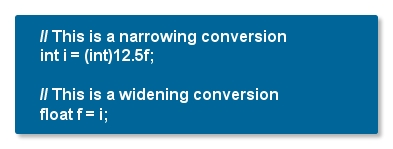 // This is a narrowing conversion
int i = (int)12.5f;
// This is a widening conversion
float f = i;